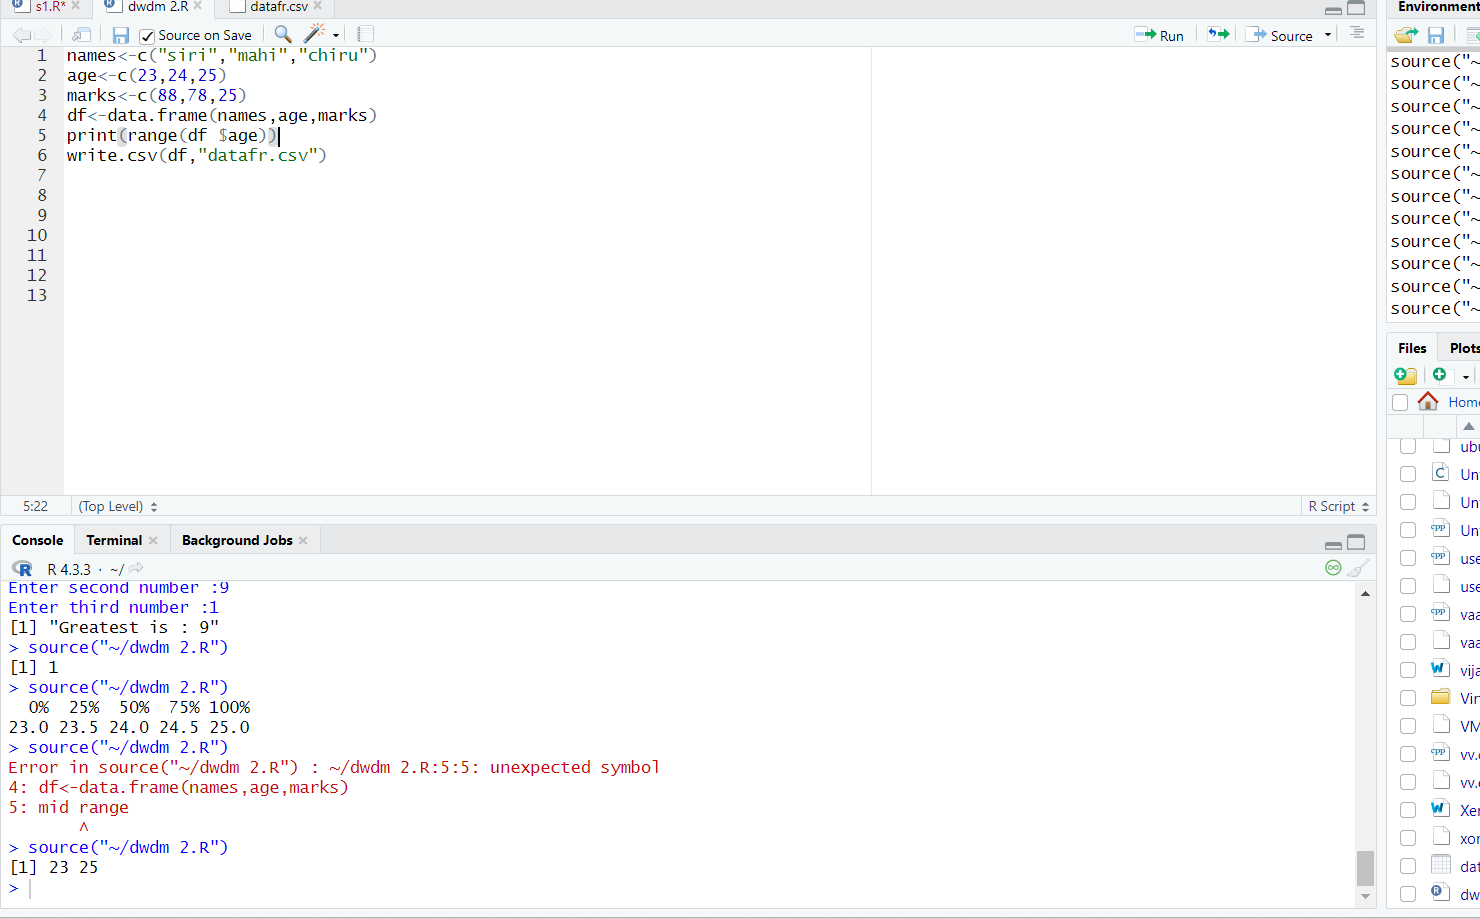 s1.R*
dwdm 2.R
datafr.csv
Source on Save
Run
Source
1 names<-c("siri","mahi","chiru")
2 age<-c(23,24,25)
3 marks<-c(88,78,25)
4 df<-data.frame(names,age,marks)
5 print(range(df $age))
6 write.csv(df,"datafr.csv")
7
8
9
10
11
12
13
5:22 (Top Level) R Script
Console Terminal Background Jobs
R 4.3.3 · ~/
Enter second number :9
Enter third number :1
[1] "Greatest is : 9"
> source("~/dwdm 2.R")
[1] 1
> source("~/dwdm 2.R")
0% 25% 50% 75% 100%
23.0 23.5 24.0 24.5 25.0
> source("~/dwdm 2.R")
Error in source("~/dwdm 2.R") : ~/dwdm 2.R:5:5: unexpected symbol
4: df<-data.frame(names,age,marks)
5: mid range
^
> source("~/dwdm 2.R")
[1] 23 25
>
Environment
source("~
source("~
source("~
source("~
source("~
source("~
source("~
source("~
source("~
source("~
source("~
source("~
Files Plots
Home
ubu
Un
Un
Un
use
use
vaa
vaa
vija
Vir
VM
vv.c
vv.c
Xer
xor
dat
dw